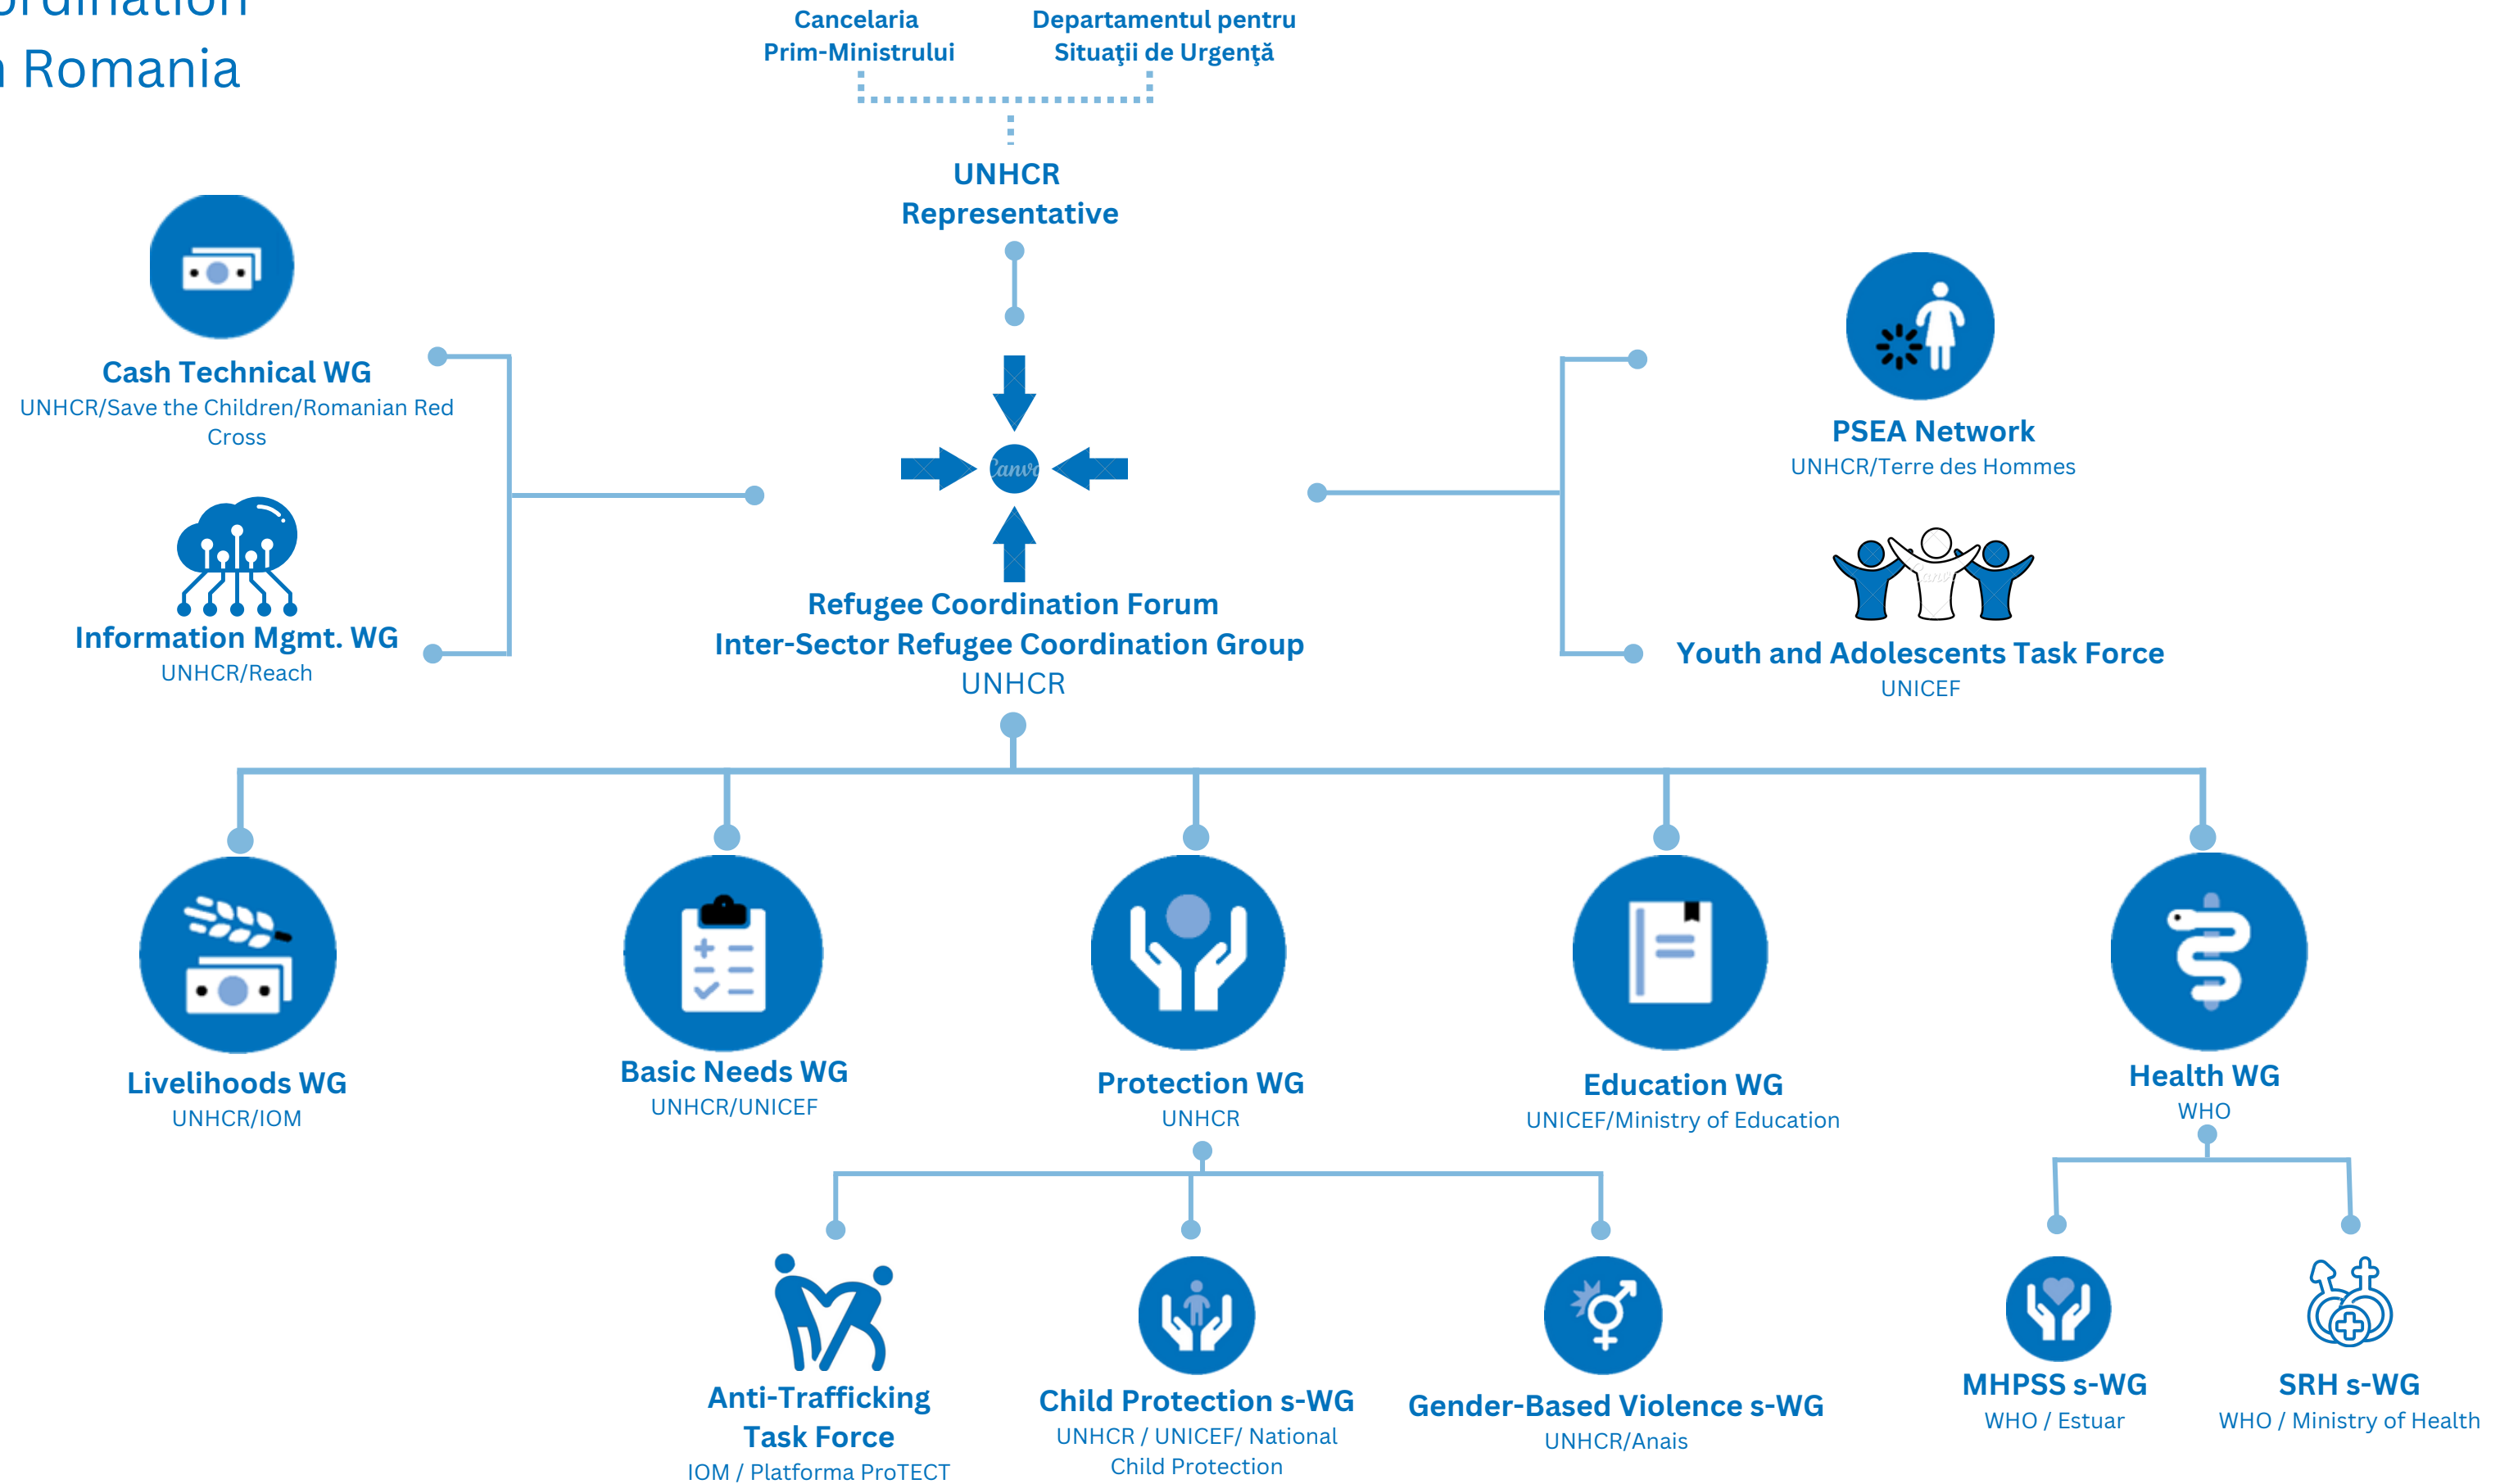 Romania
Cancelaria
Prim-Ministrului
Departamentul pentru
Situaţii de Urgenţă
UNHCR
Representative
Cash Technical WG
UNHCR/Save the Children/Romanian Red
Cross
PSEA Network
UNHCR/Terre des Hommes
Information Mgmt. WG
UNHCR/Reach
Refugee Coordination Forum
Inter-Sector Refugee Coordination Group
UNHCR
Youth and Adolescents Task Force
UNICEF
Livelihoods WG
UNHCR/IOM
Basic Needs WG
UNHCR/UNICEF
Protection WG
UNHCR
Education WG
UNICEF/Ministry of Education
Health WG
WHO
Anti-Trafficking
Task Force
IOM / Platforma ProTECT
Child Protection s-WG
UNHCR / UNICEF/ National
Child Protection
Gender-Based Violence s-WG
UNHCR/Anais
MHPSS s-WG
WHO / Estuar
SRH s-WG
WHO / Ministry of Health